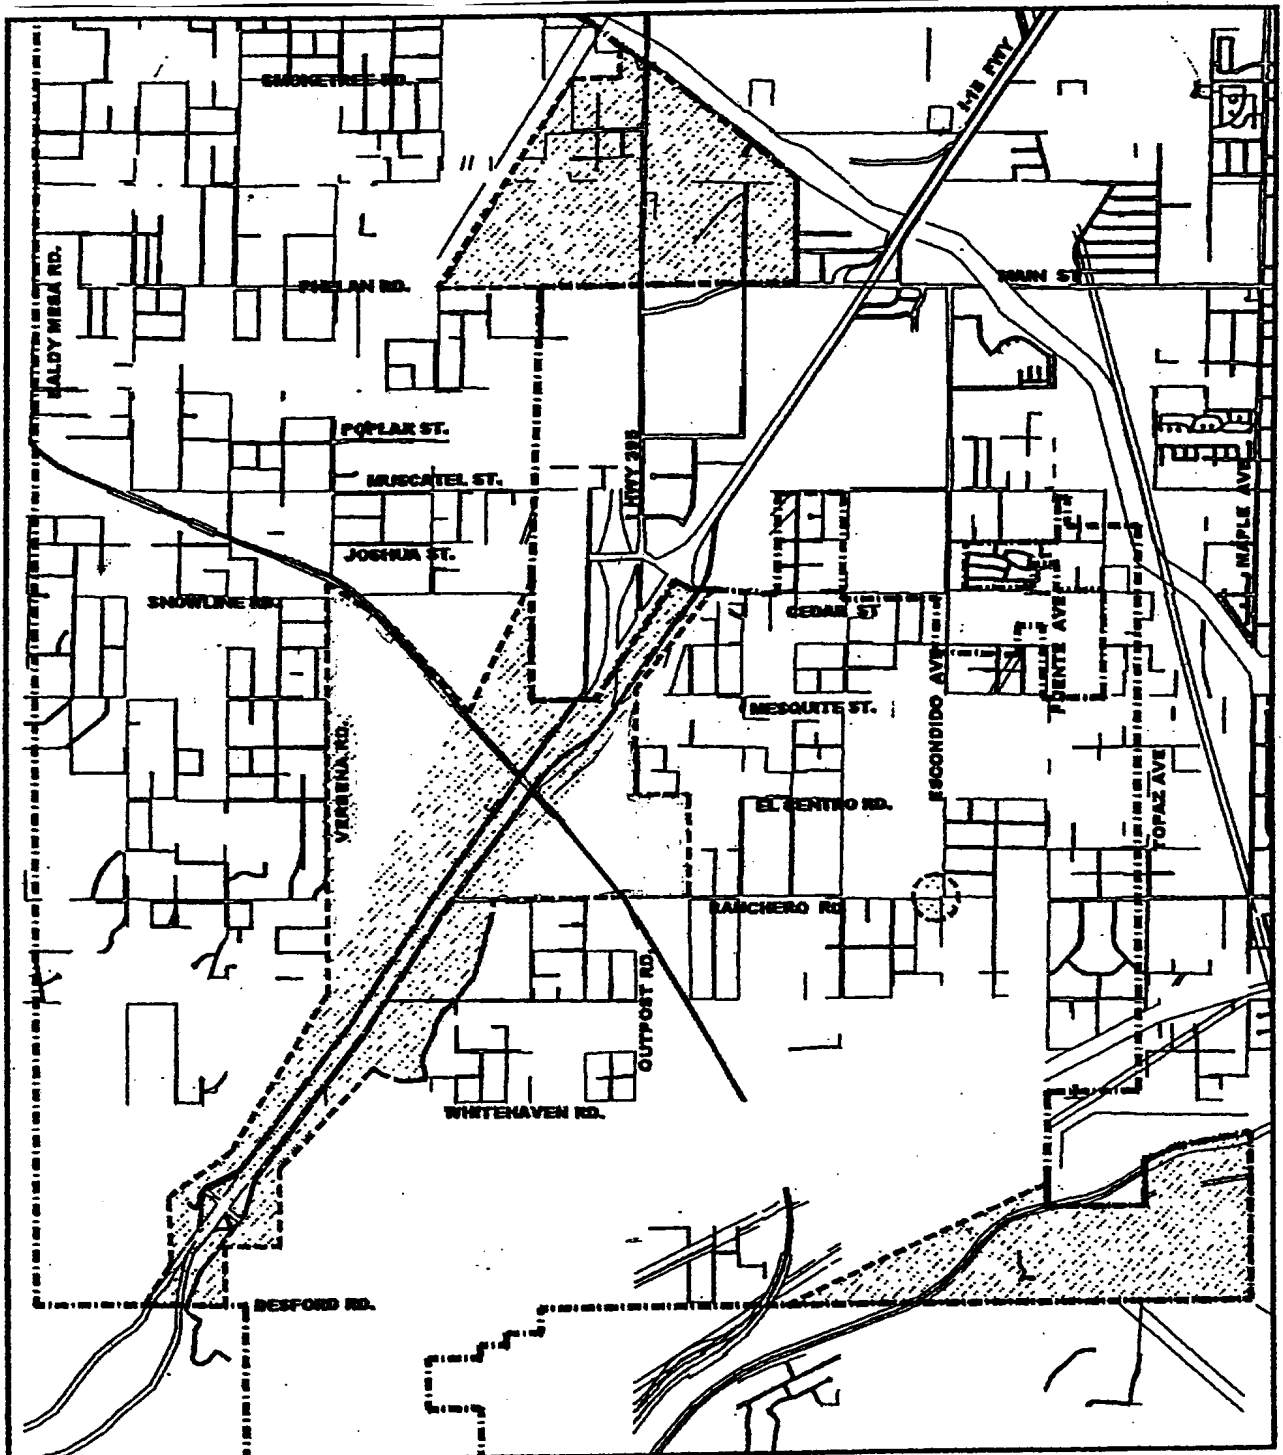 SMOKETREE RD.
I-15 FWY
BALDY MESA RD.
PHELAN RD.
MAIN ST
POPLAR ST.
HWY 395
MUSCATEL ST.
MAPLE AVE
JOSHUA ST.
SNOWLINE RD.
CEDAR ST
FUENTE AVE
ESCONDIDO AVE
MESQUITE ST.
VERBENA RD.
TOPAZ AVE
EL CENTRO RD.
RANCHERO RD
OUTPOST RD.
WHITEHAVEN RD.
DESFORD RD.